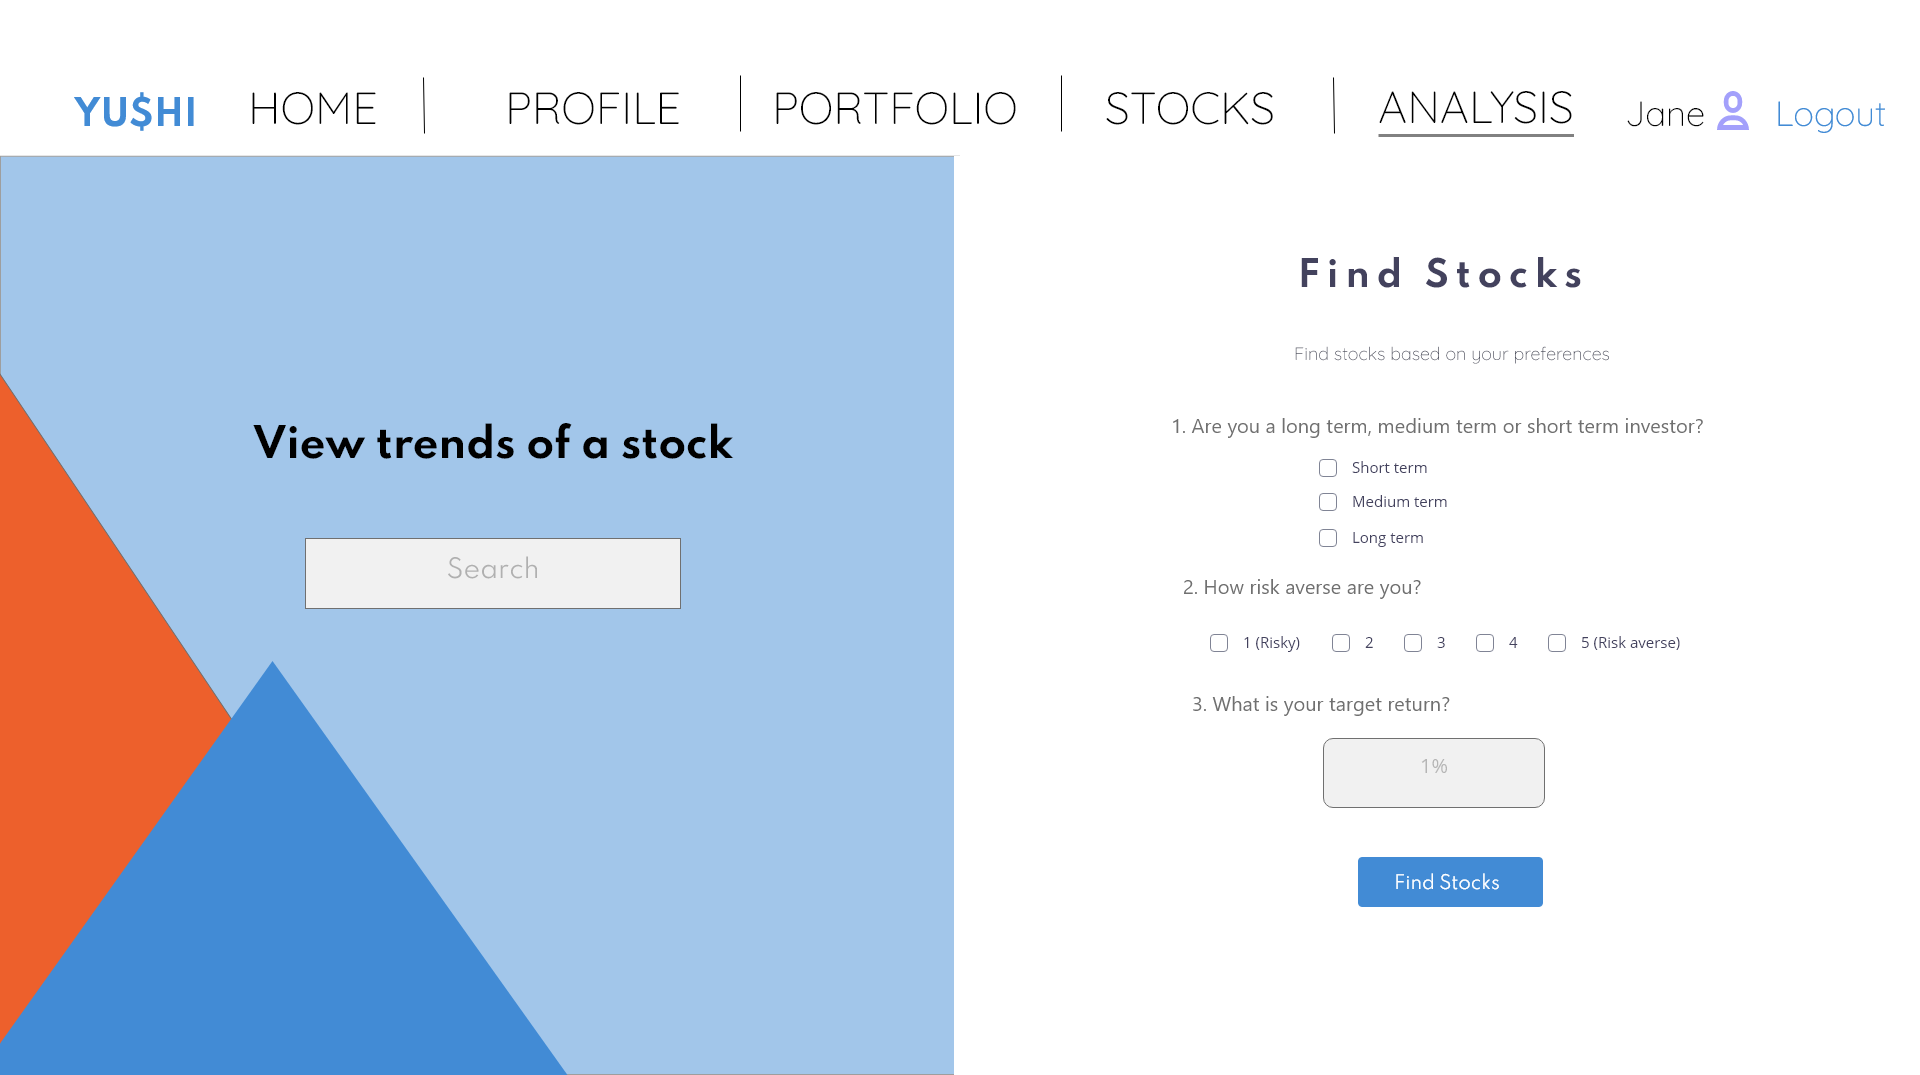 YU$HI HOME PROFILE PORTFOLIO STOCKS ANALYSIS Jane Logout
View trends of a stock
Search
Find Stocks
Find stocks based on your preferences
1. Are you a long term, medium term or short term investor?
Short term
Medium term
Long term
2. How risk averse are you?
1 (Risky) 2 3 4 5 (Risk averse)
3. What is your target return?
1%
Find Stocks